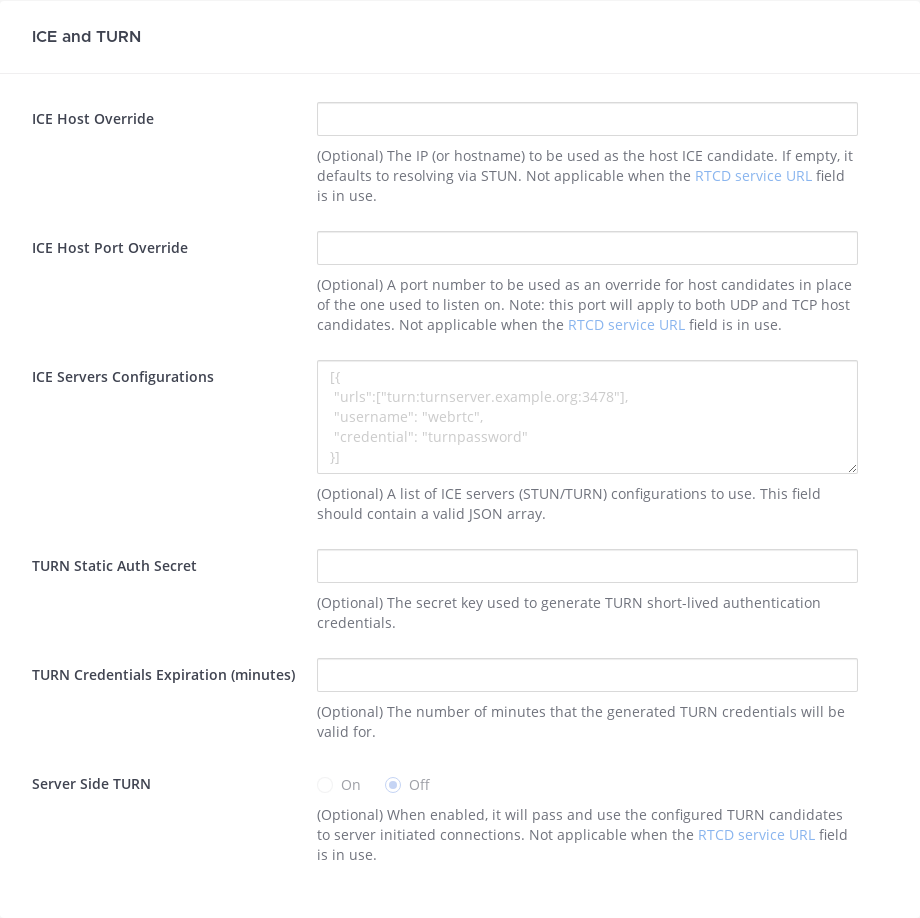 ICE and TURN
ICE Host Override
(Optional) The IP (or hostname) to be used as the host ICE candidate. If empty, it
defaults to resolving via STUN. Not applicable when the RTCD service URL field
is in use.
ICE Host Port Override
(Optional) A port number to be used as an override for host candidates in place
of the one used to listen on. Note: this port will apply to both UDP and TCP host
candidates. Not applicable when the RTCD service URL field is in use.
ICE Servers Configurations
[{
"urls":["turn:turnserver.example.org:3478"],
"username": "webrtc",
"credential": "turnpassword"
}]
(Optional) A list of ICE servers (STUN/TURN) configurations to use. This field
should contain a valid JSON array.
TURN Static Auth Secret
(Optional) The secret key used to generate TURN short-lived authentication
credentials.
TURN Credentials Expiration (minutes)
(Optional) The number of minutes that the generated TURN credentials will be
valid for.
Server Side TURN
On Off
(Optional) When enabled, it will pass and use the configured TURN candidates
to server initiated connections. Not applicable when the RTCD service URL field
is in use.